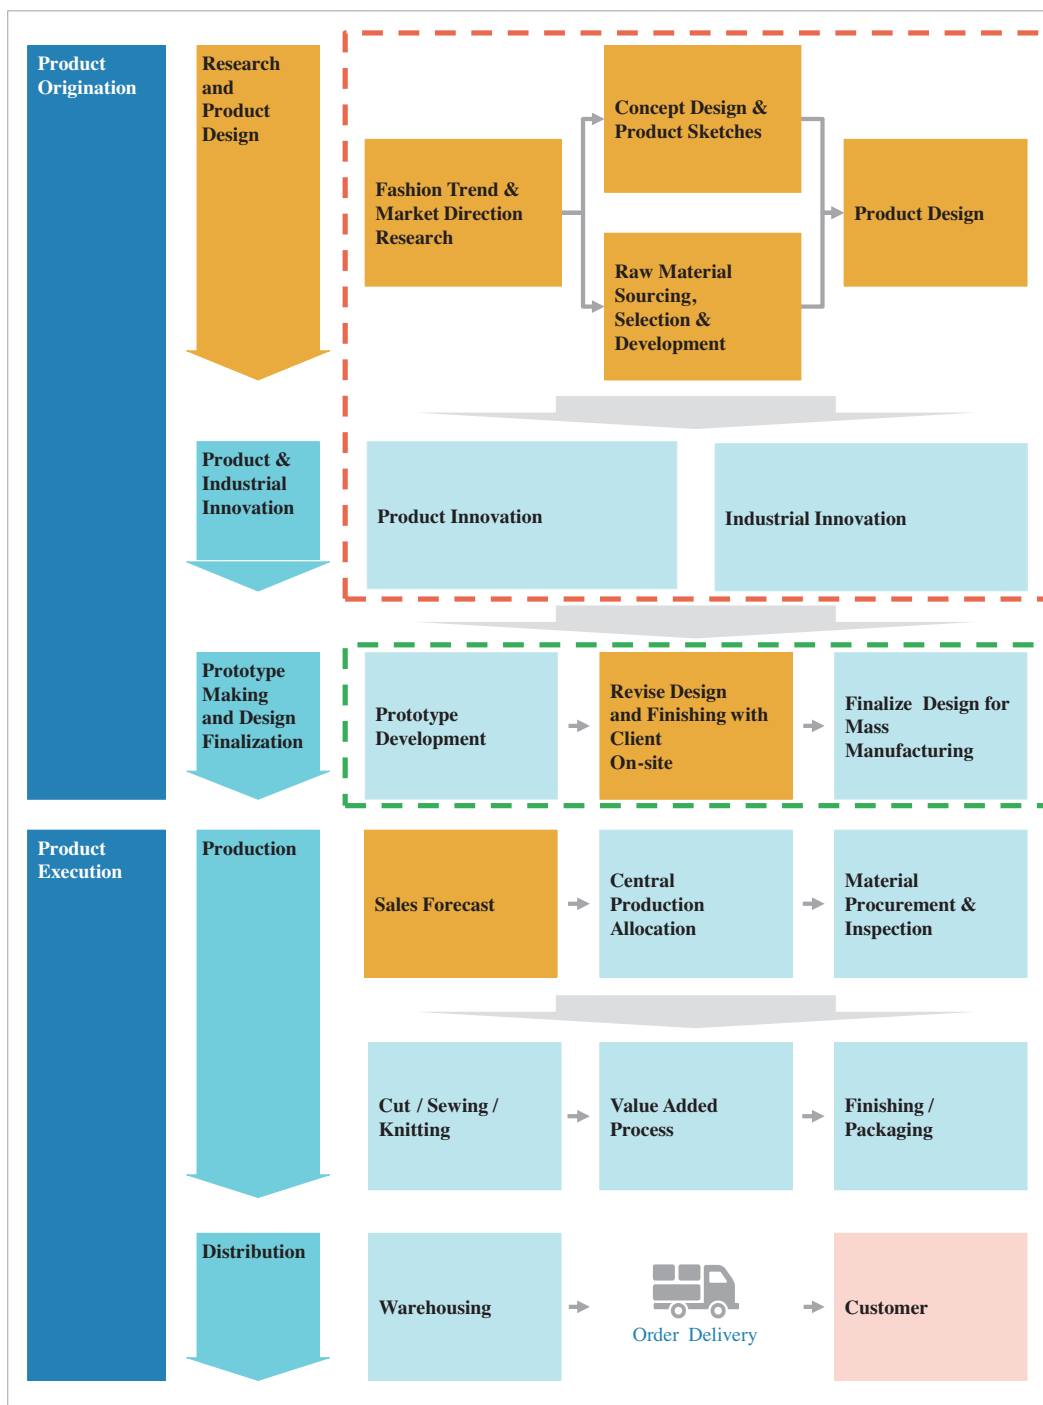 Product
Origination
Research
and
Product
Design
Fashion Trend &
Market Direction
Research
Concept Design &
Product Sketches
Raw Material
Sourcing,
Selection &
Development
Product Design
Product &
Industrial
Innovation
Product Innovation
Industrial Innovation
Prototype
Making
and Design
Finalization
Prototype
Development
Revise Design
and Finishing with
Client
On-site
Finalize Design for
Mass
Manufacturing
Product
Execution
Production
Sales Forecast
Central
Production
Allocation
Material
Procurement &
Inspection
Cut / Sewing /
Knitting
Value Added
Process
Finishing /
Packaging
Distribution
Warehousing
Order Delivery
Customer